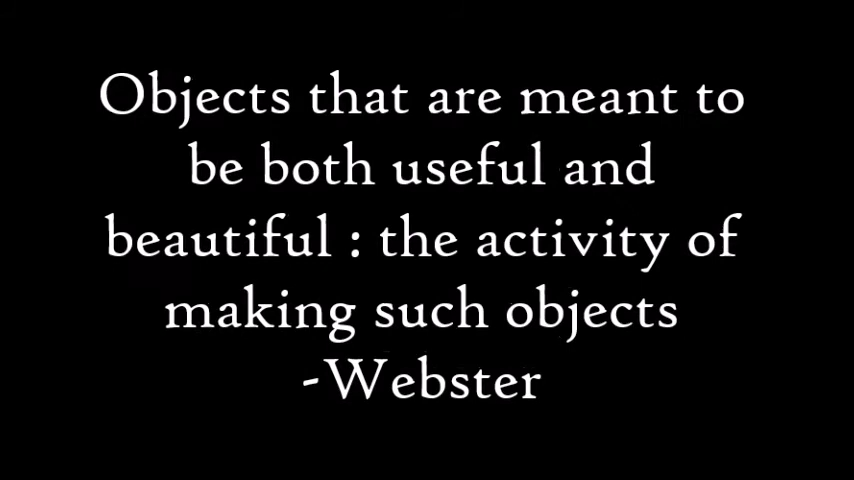 Objects that are meant to
be both useful and
beautiful : the activity of
making such objects
-Webster